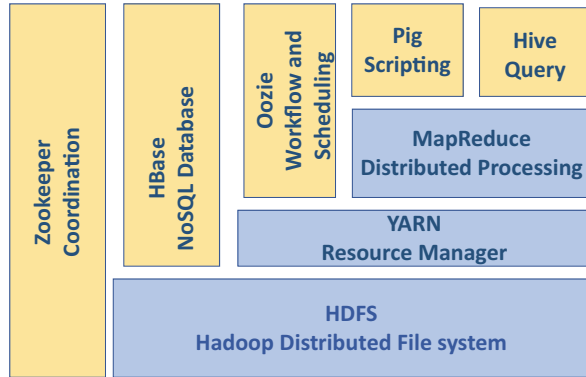 Zookeeper
Coordination
HBase
NoSQL Database
Oozie
Workflow and
Scheduling
Pig
Scripting
Hive
Query
MapReduce
Distributed Processing
YARN
Resource Manager
HDFS
Hadoop Distributed File system